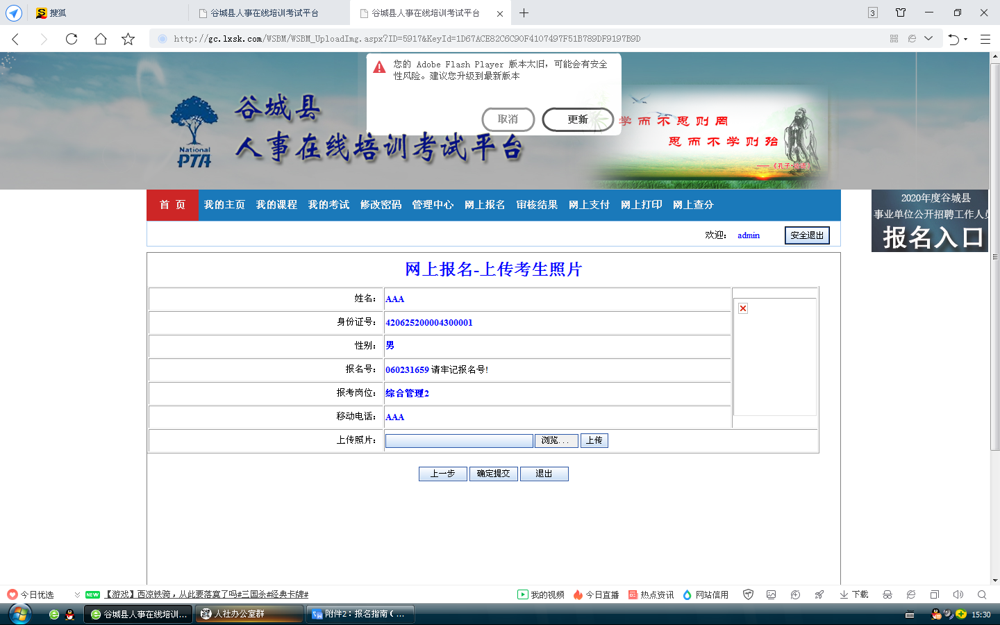 搜狐
谷城县人事在线培训考试平台
谷城县人事在线培训考试平台
3
http://gc.lxsk.com/WSBM/WSBM_UploadImg.aspx?ID=5917&KeyId=1D67ACE82C6C90F4107497F51B789DF9197B9D
您的 Adobe Flash Player 版本太旧，可能会有安全
性风险。建议您升级到最新版本
取消
更新
谷城县
人事在线培训考试平台
National
PTA
学而不思则罔
思而不学则殆
——《孔子·论语》
首 页 我的主页 我的课程 我的考试 修改密码 管理中心 网上报名 审核结果 网上支付 网上打印 网上查分
欢迎： admin 安全退出
2020年度谷城县
事业单位公开招聘工作人员
报名入口
网上报名-上传考生照片
姓名： AAA
身份证号： 420625200004300001
性别： 男
报名号： 060231659 请牢记报名号!
报考岗位： 综合管理2
移动电话： AAA
上传照片： 浏览... 上传
上一步 确定提交 退出
今日优选
NEW 【游戏】西凉铁骑，从此要落寞了吗#三国杀#经典卡牌#
我的视频 今日直播 热点资讯 网站信用 下载
谷城县人事在线培训...
人社办公室群
附件2：报名指南（...
15:30